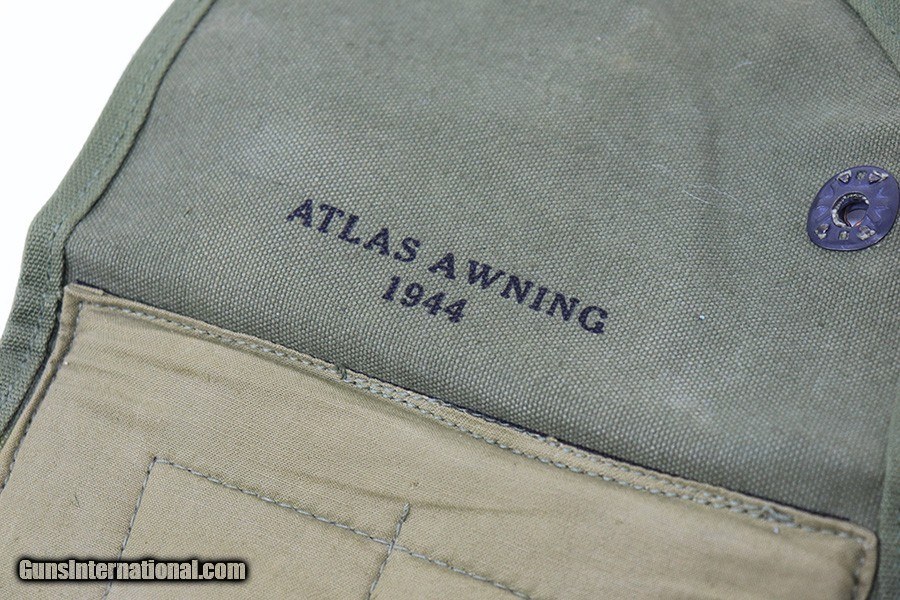 ATLAS AWNING
1944
GunsInternational.com